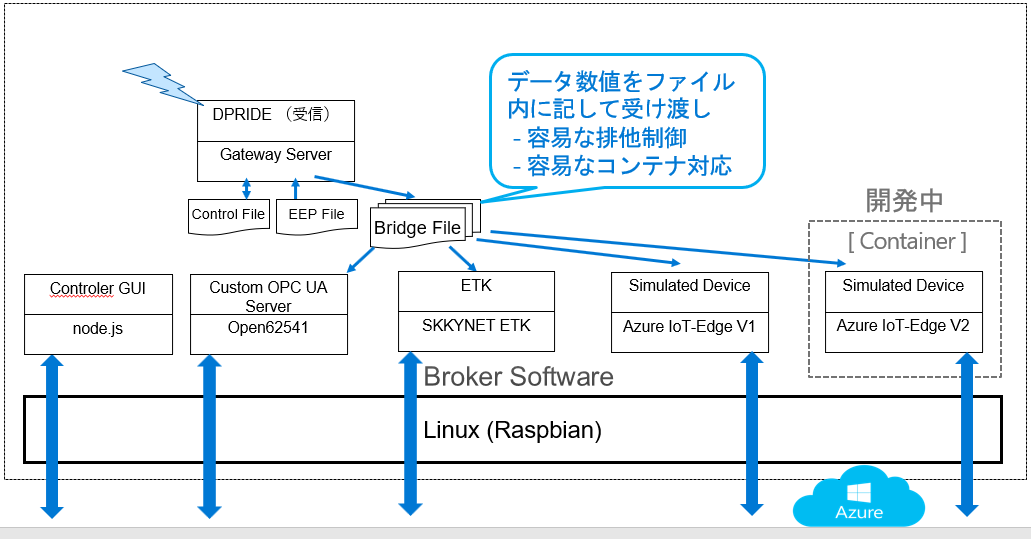 データ数値をファイル
内に記して受け渡し
- 容易な排他制御
- 容易なコンテナ対応
DPRIDE （受信）
Gateway Server
Control File
EEP File
Bridge File
開発中
[ Container ]
Controler GUI
node.js
Custom OPC UA
Server
Open62541
ETK
SKKYNET ETK
Simulated Device
Azure IoT-Edge V1
Simulated Device
Azure IoT-Edge V2
Broker Software
Linux (Raspbian)
Azure